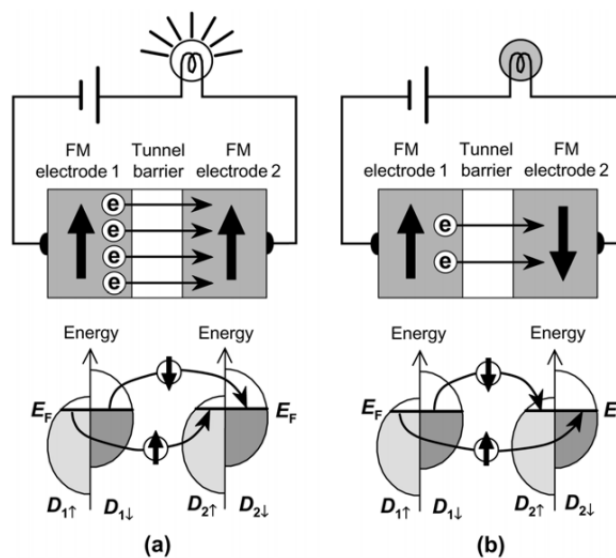 FM Tunnel FM
electrode 1 barrier electrode 2
e
e
e
e
Energy Energy
E_F E_F
D_1↑ D_1↓ D_2↑ D_2↓
(a)
FM Tunnel FM
electrode 1 barrier electrode 2
e
e
Energy Energy
E_F E
D_1↑ D_1↓ D_2↑ D_2↓
(b)